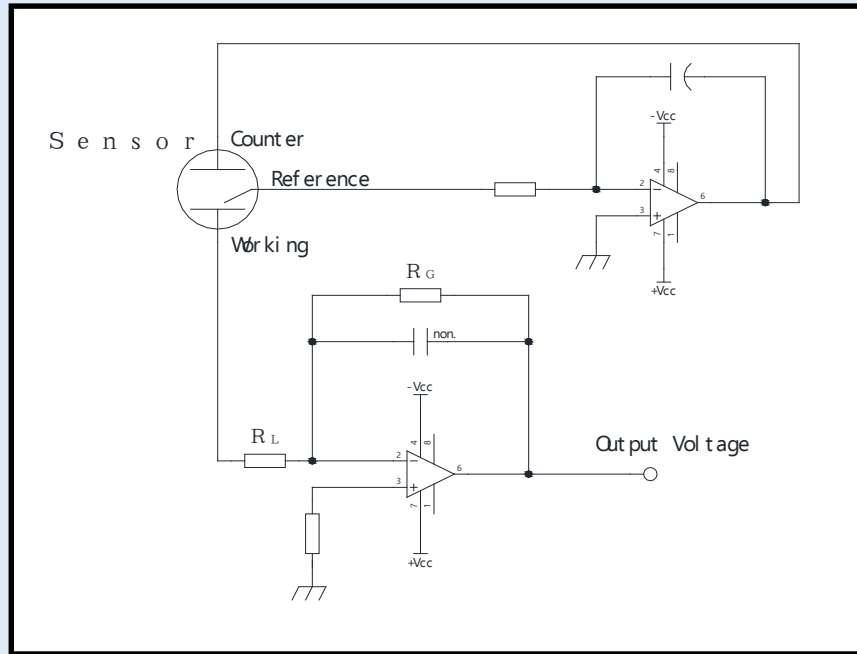 -Vcc
Sensor Counter
4 8
Reference
2 − 6
3 +
Working
7 1
+Vcc
RG
non.
-Vcc
4 8
RL
Output Voltage
2 − 6
3 +
7 1
+Vcc